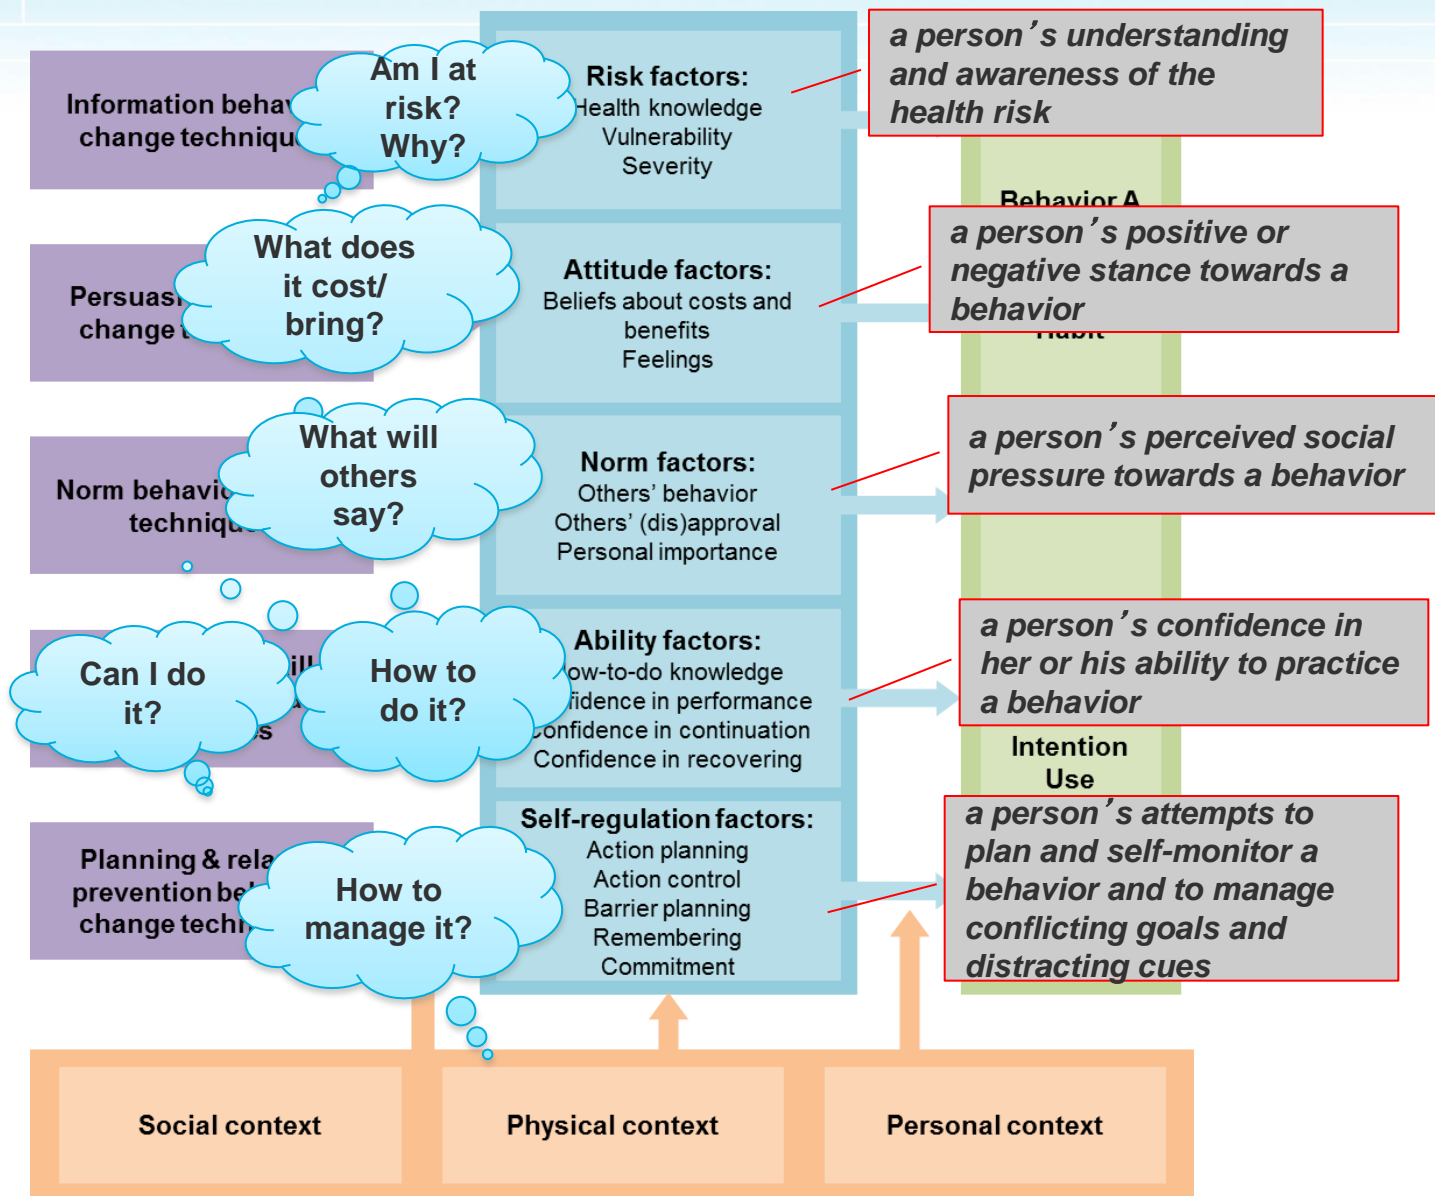 Information behav
change techniqu
Am I at
risk?
Why?
Risk factors:
Health knowledge
Vulnerability
Severity
a person’s understanding
and awareness of the
health risk
Behavior A
Persuas
change t
What does
it cost/
bring?
Attitude factors:
Beliefs about costs and
benefits
Feelings
a person’s positive or
negative stance towards a
behavior
Habit
Norm behavio
techniqu
What will
others
say?
Norm factors:
Others’ behavior
Others’ (dis)approval
Personal importance
a person’s perceived social
pressure towards a behavior
Can I do
it?
How to
do it?
Ability factors:
How-to-do knowledge
Confidence in performance
Confidence in continuation
Confidence in recovering
a person’s confidence in
her or his ability to practice
a behavior
Intention
Use
Planning & rela
prevention be
change techn
How to
manage it?
Self-regulation factors:
Action planning
Action control
Barrier planning
Remembering
Commitment
a person’s attempts to
plan and self-monitor a
behavior and to manage
conflicting goals and
distracting cues
Social context
Physical context
Personal context